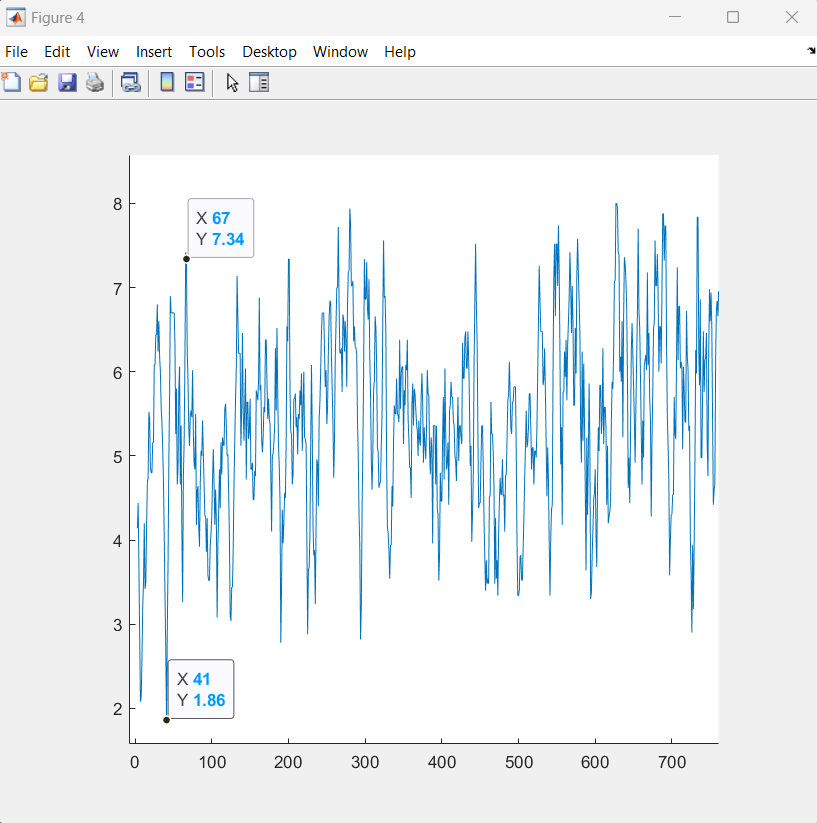 Figure 4
File Edit View Insert Tools Desktop Window Help
8
X 67
Y 7.34
7
6
5
4
3
X 41
Y 1.86
2
0 100 200 300 400 500 600 700